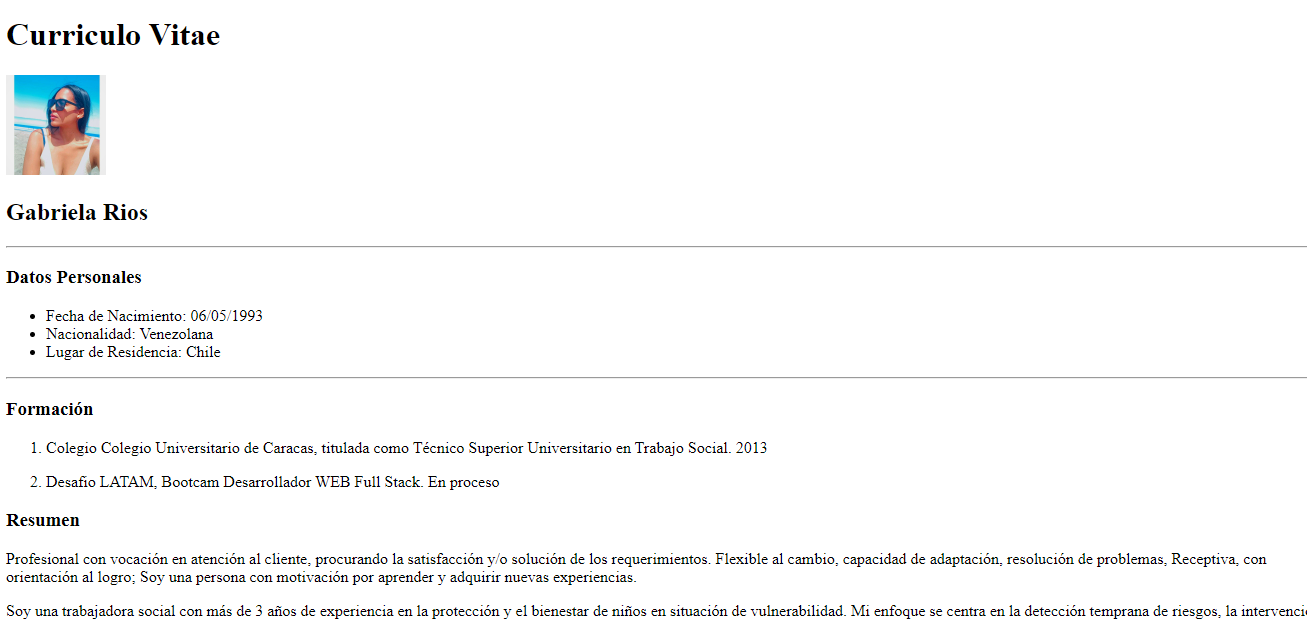 Curriculo Vitae
Gabriela Rios
Datos Personales
Fecha de Nacimiento: 06/05/1993
Nacionalidad: Venezolana
Lugar de Residencia: Chile
Formación
1. Colegio Colegio Universitario de Caracas, titulada como Técnico Superior Universitario en Trabajo Social. 2013
2. Desafío LATAM, Bootcam Desarrollador WEB Full Stack. En proceso
Resumen
Profesional con vocación en atención al cliente, procurando la satisfacción y/o solución de los requerimientos. Flexible al cambio, capacidad de adaptación, resolución de problemas, Receptiva, con
orientación al logro; Soy una persona con motivación por aprender y adquirir nuevas experiencias.
Soy una trabajadora social con más de 3 años de experiencia en la protección y el bienestar de niños en situación de vulnerabilidad. Mi enfoque se centra en la detección temprana de riesgos, la